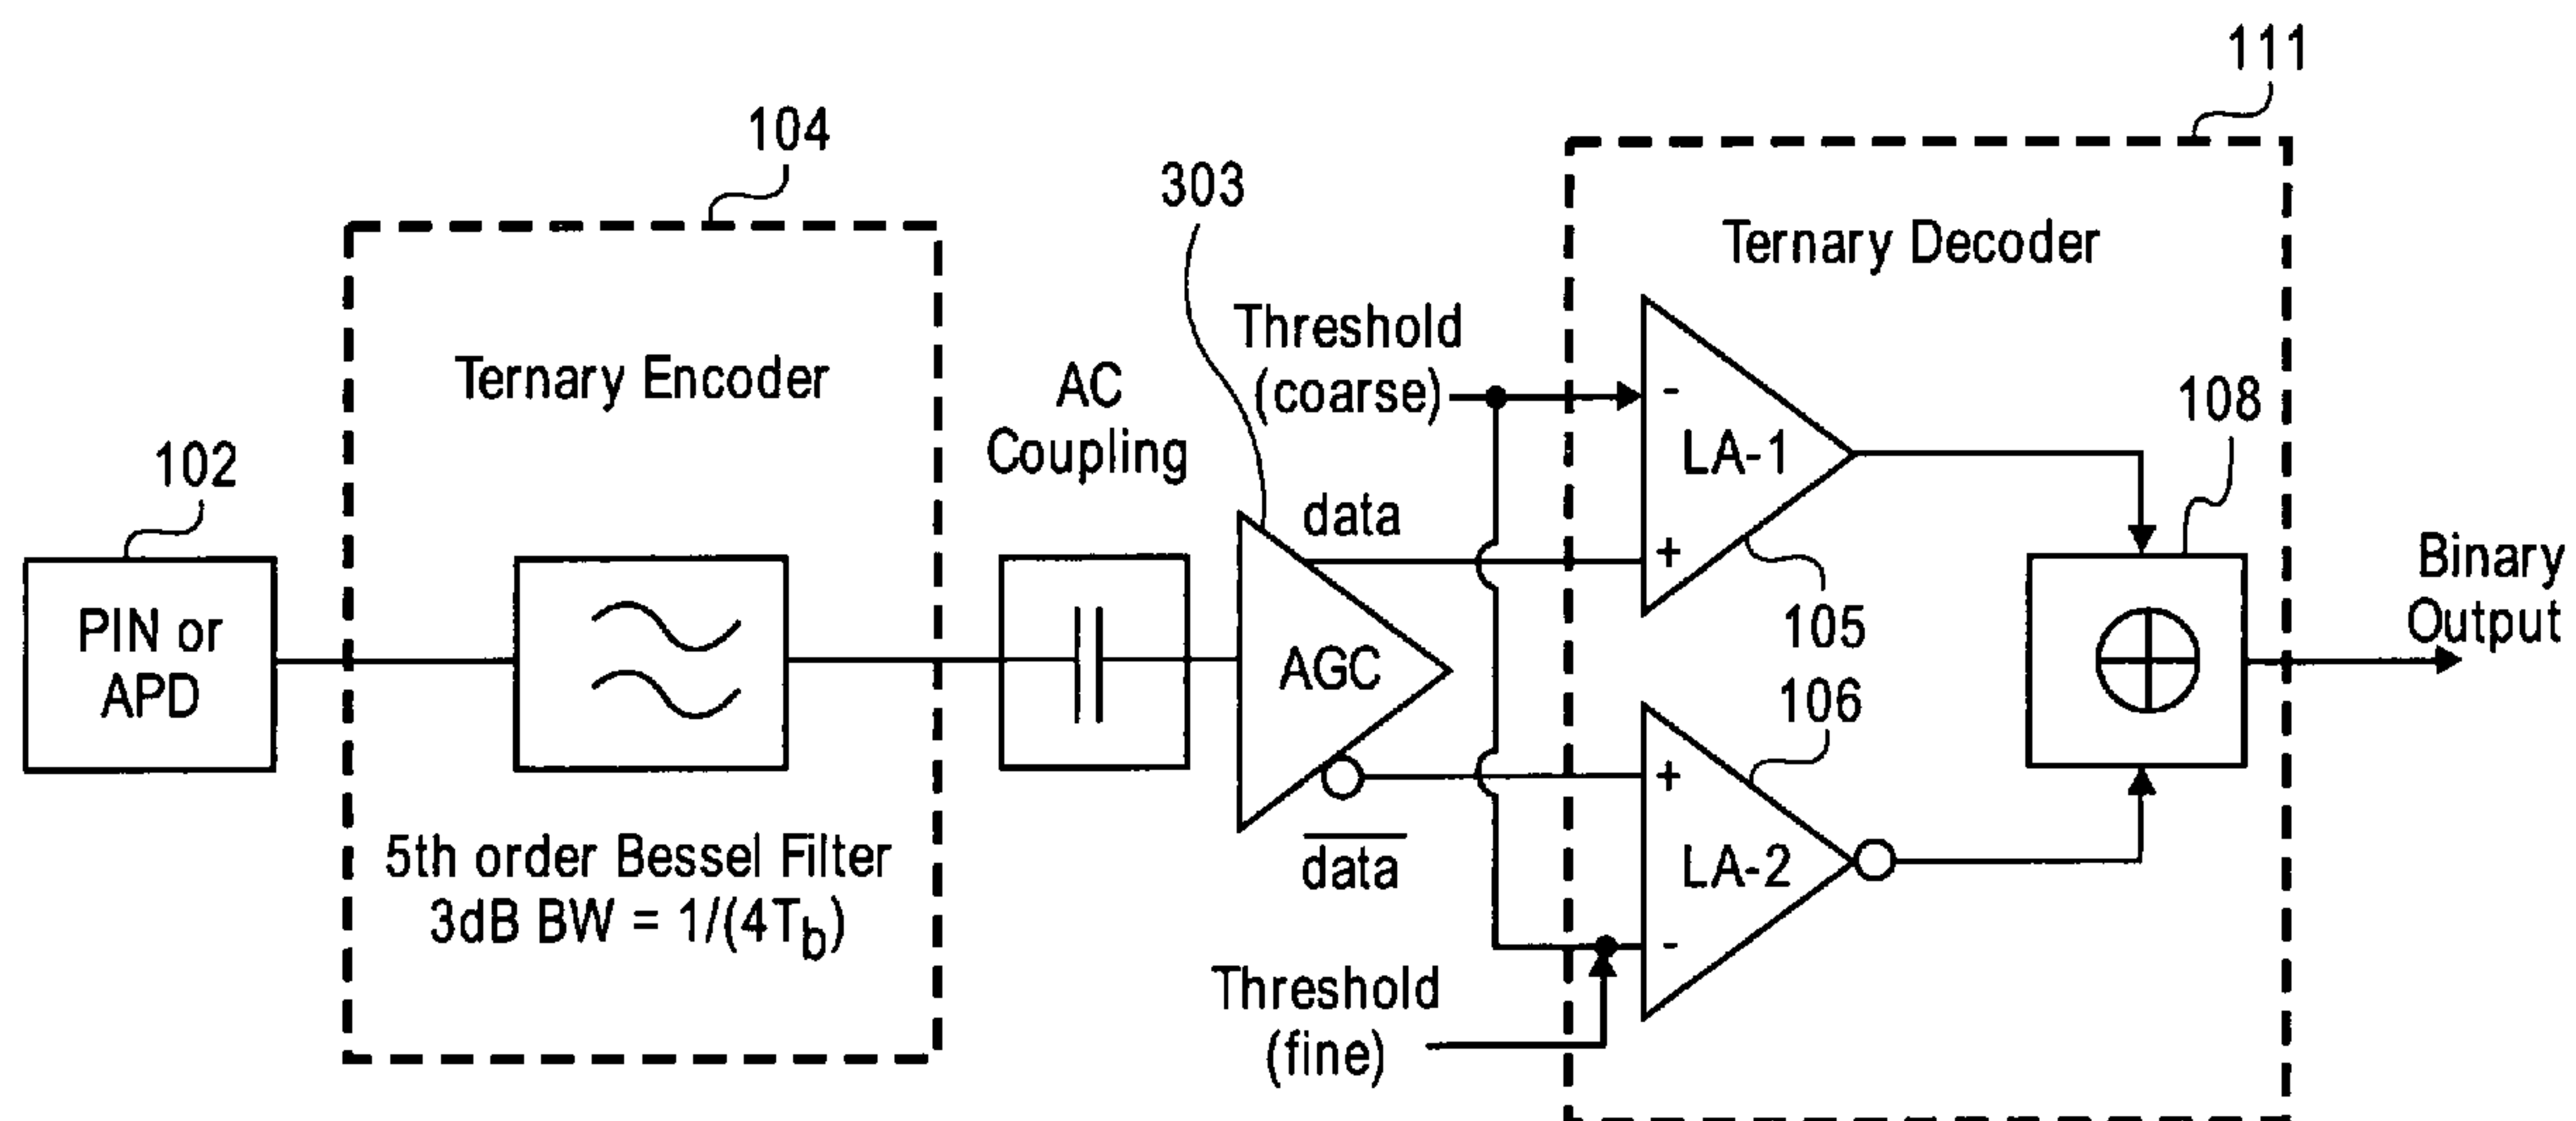 111
104
303
Ternary Decoder
Threshold
(coarse)
Ternary Encoder
AC
Coupling
-
LA-1
108
102
data
+
Binary
Output
105
PIN or
APD
AGC
106
+
data
LA-2
5th order Bessel Filter
3dB BW = 1/(4Tb)
-
Threshold
(fine)